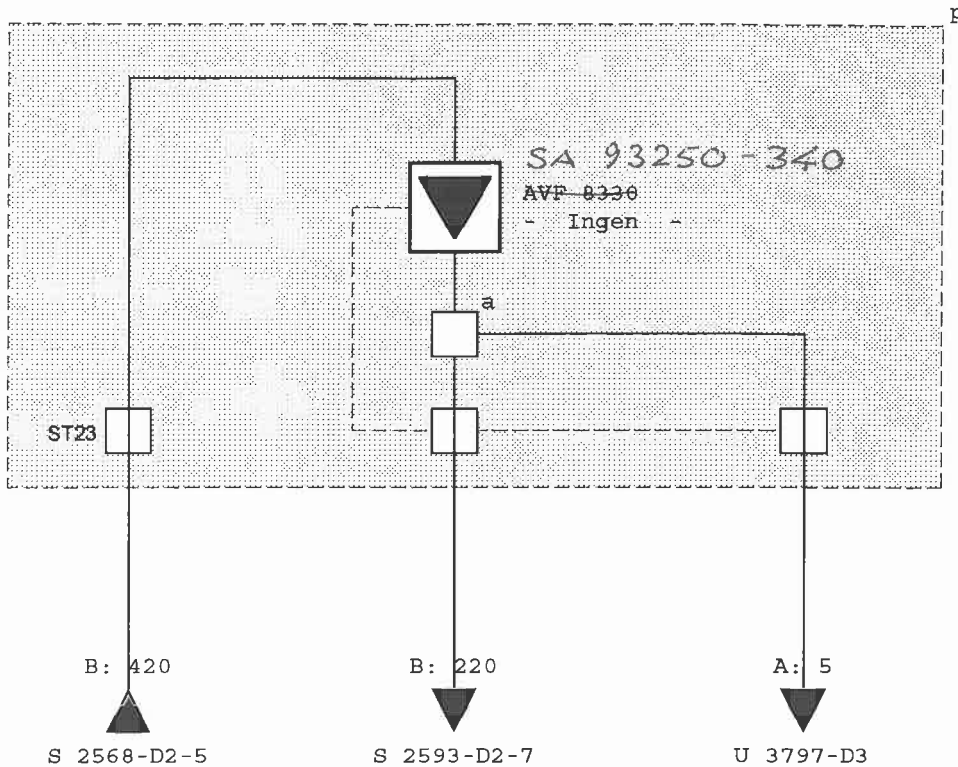 p
SA 93250-340
AVF 8330
- Ingen -
a
ST23
B: 420
B: 220
A: 5
S 2568-D2-5
S 2593-D2-7
U 3797-D3